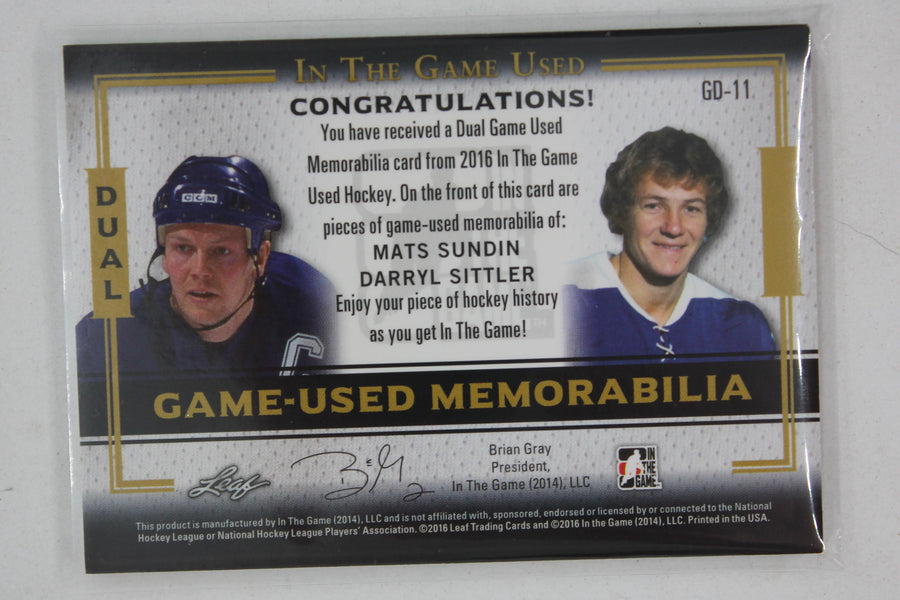 IN THE GAME USED
GD-11
CONGRATULATIONS!
You have received a Dual Game Used
Memorabilia card from 2016 In The Game
Used Hockey. On the front of this card are
pieces of game-used memorabilia of:
MATS SUNDIN
DARRYL SITTLER
Enjoy your piece of hockey history
as you get In The Game!
DUAL
CCM
C
GAME-USED MEMORABILIA
Leaf
Brian Gray
President,
In The Game (2014), LLC
IN
THE
GAME
This product is manufactured by In The Game (2014), LLC and is not affiliated with, sponsored, endorsed or licensed by or connected to the National
Hockey League or National Hockey League Players' Association. ©2016 Leaf Trading Cards and ©2016 In the Game (2014), LLC. Printed in the USA.